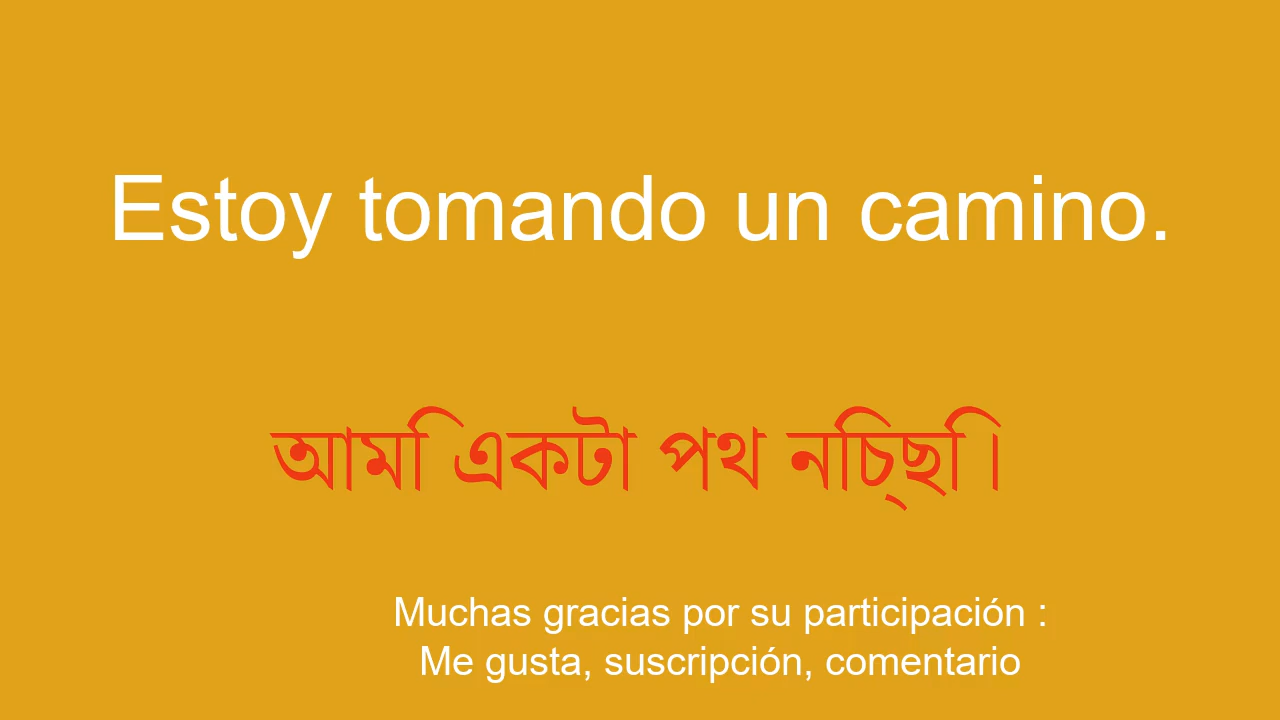 Estoy tomando un camino.
আমি একটা পথ নিচ্ছি।
Muchas gracias por su participación :
Me gusta, suscripción, comentario